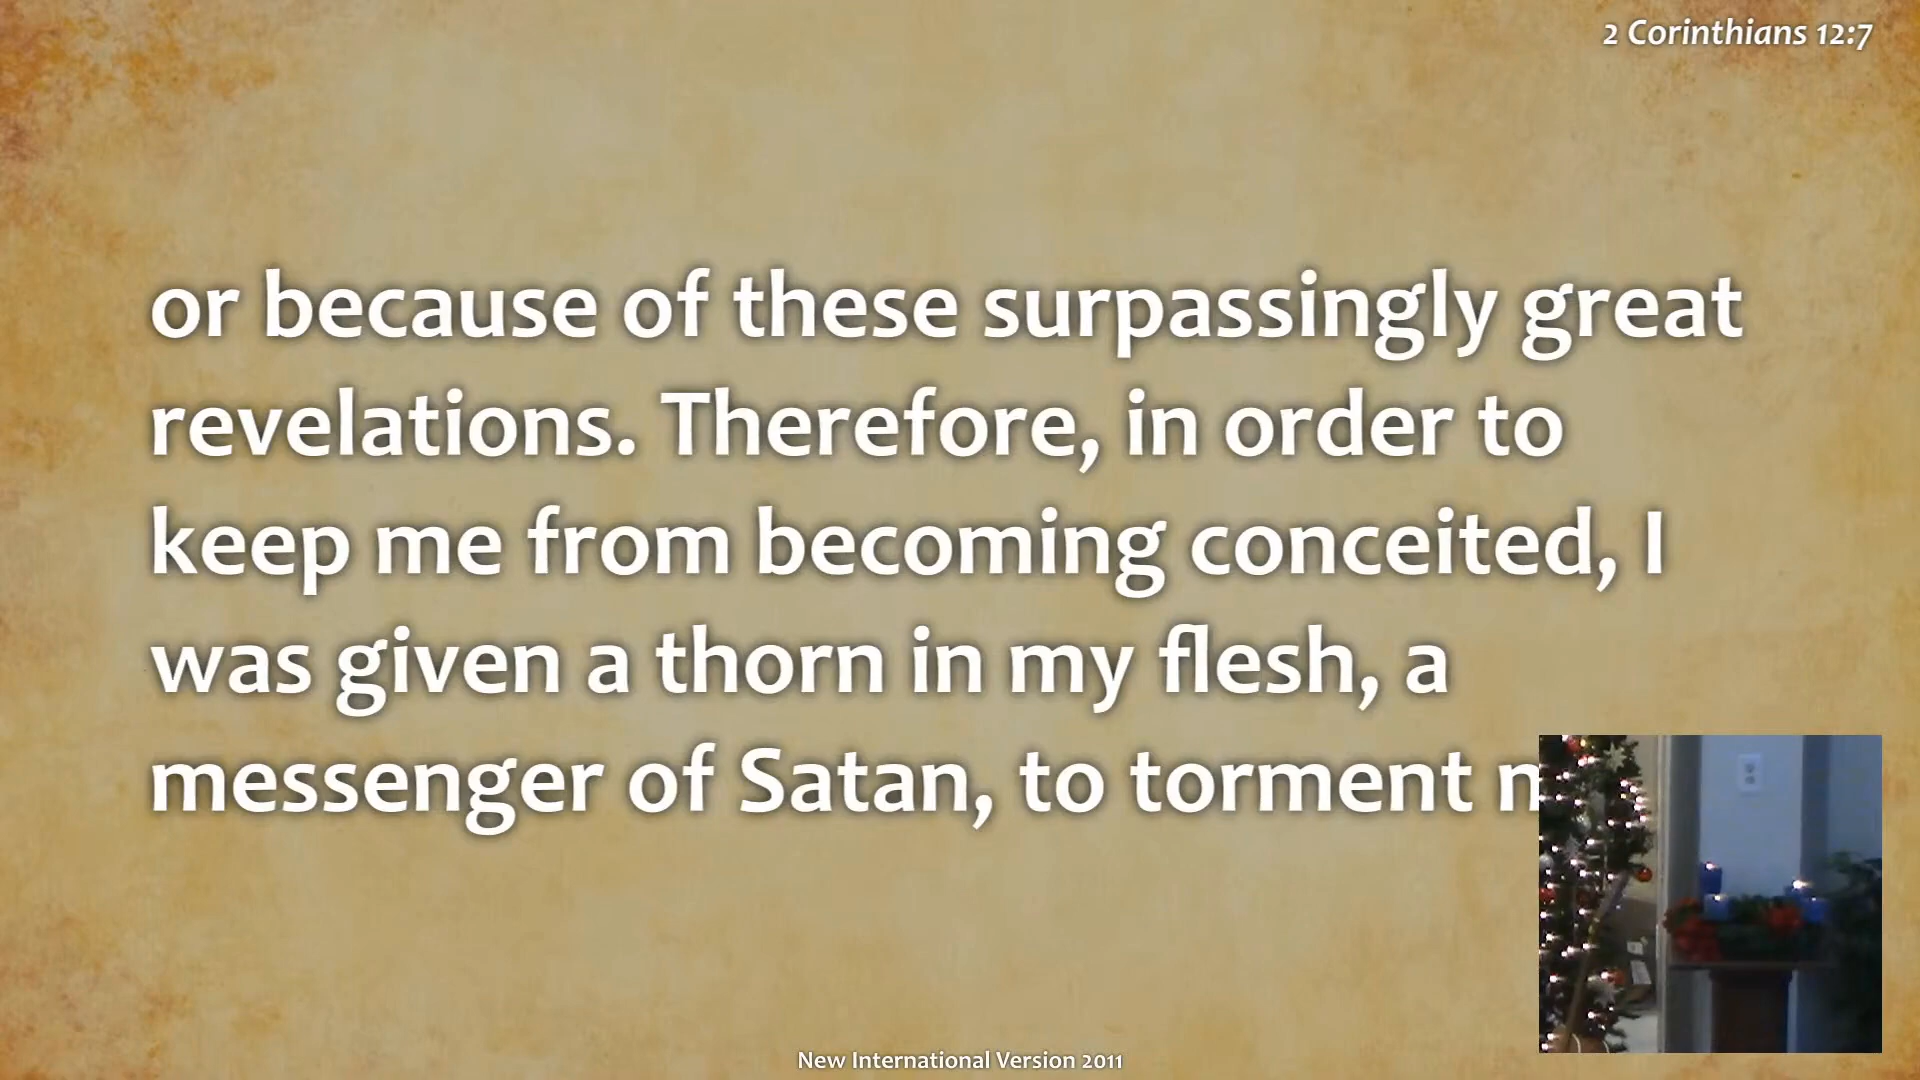 2 Corinthians 12:7
or because of these surpassingly great
revelations. Therefore, in order to
keep me from becoming conceited, I
was given a thorn in my flesh, a
messenger of Satan, to torment
New International Version 2011